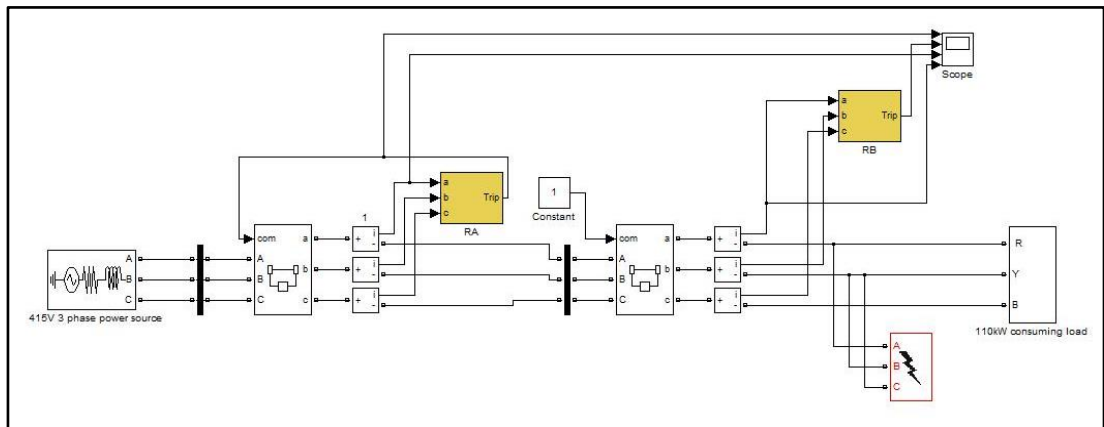 Scope
a
b
c
Trip
RB
a
b
c
Trip
RA
1
Constant
1
com
A
B
C
a
b
c
+ i -
+ i -
+ i -
com
A
B
C
a
b
c
+ i -
+ i -
+ i -
A
B
C
415V 3 phase power source
R
Y
B
110kW consuming load
A
B
C